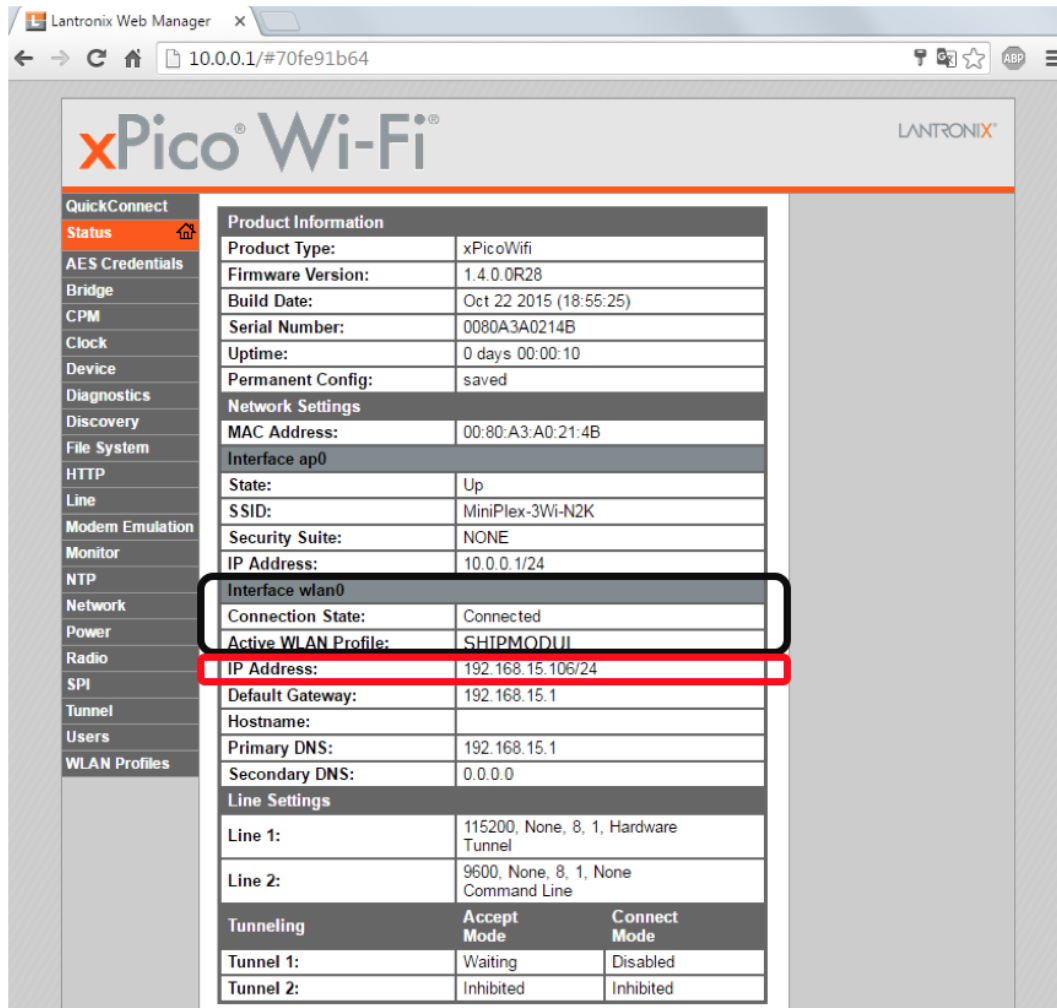 Lantronix Web Manager
10.0.0.1/#70fe91b64
ABP
xPico® Wi-Fi®
LANTRONIX®
QuickConnect
Status
AES Credentials
Bridge
CPM
Clock
Device
Diagnostics
Discovery
File System
HTTP
Line
Modem Emulation
Monitor
NTP
Network
Power
Radio
SPI
Tunnel
Users
WLAN Profiles
Product Information
Product Type: xPicoWifi
Firmware Version: 1.4.0.0R28
Build Date: Oct 22 2015 (18:55:25)
Serial Number: 0080A3A0214B
Uptime: 0 days 00:00:10
Permanent Config: saved
Network Settings
MAC Address: 00:80:A3:A0:21:4B
Interface ap0
State: Up
SSID: MiniPlex-3Wi-N2K
Security Suite: NONE
IP Address: 10.0.0.1/24
Interface wlan0
Connection State: Connected
Active WLAN Profile: SHIPMODUL
IP Address: 192.168.15.106/24
Default Gateway: 192.168.15.1
Hostname:
Primary DNS: 192.168.15.1
Secondary DNS: 0.0.0.0
Line Settings
Line 1: 115200, None, 8, 1, Hardware
Tunnel
Line 2: 9600, None, 8, 1, None
Command Line
Tunneling Accept Mode Connect Mode
Tunnel 1: Waiting Disabled
Tunnel 2: Inhibited Inhibited